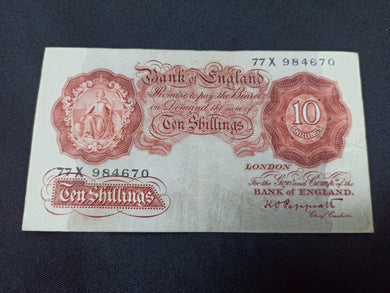 77X 984670
Bank of England
Promise to pay the Bearer
on Demand the sum of
Ten Shillings
10
SHILLINGS
LONDON
77X 984670
For the Gov.r and Comp.a of the
BANK OF ENGLAND.
Ten Shillings
K O Peppiatt
Chief Cashier